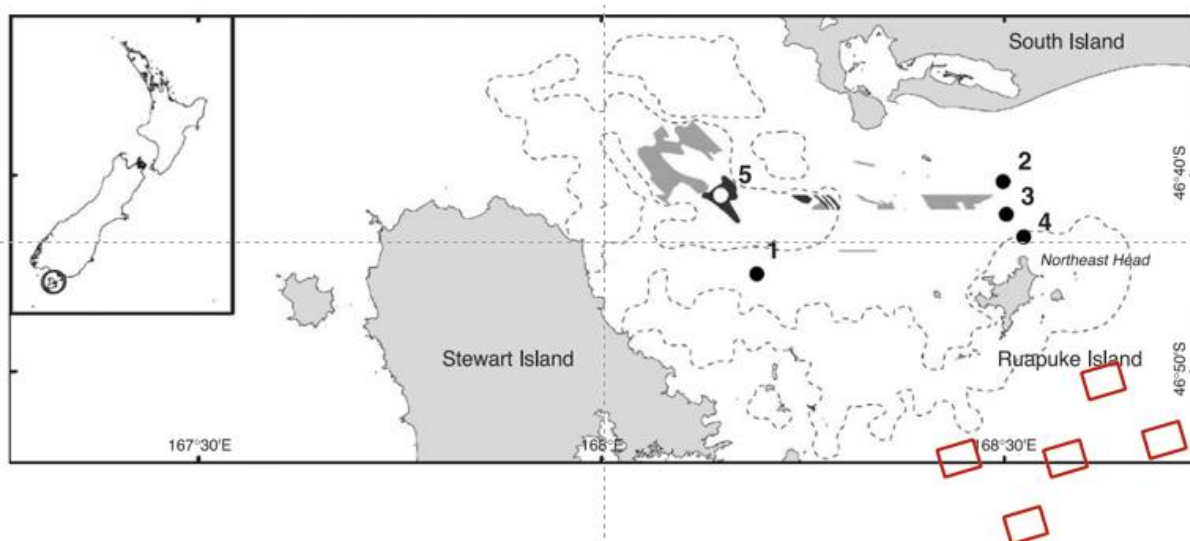 South Island
46°40'S
2
5
3
4
1
Northeast Head
Stewart Island
Ruapuke Island
46°50'S
167°30'E
168°E
168°30'E